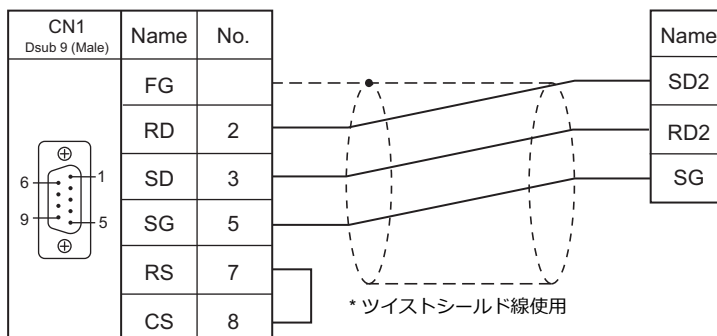 CN1
Dsub 9 (Male)
Name No.
FG
RD 2
SD 3
SG 5
RS 7
CS 8
6 1
9 5
* ツイストシールド線使用
Name
SD2
RD2
SG